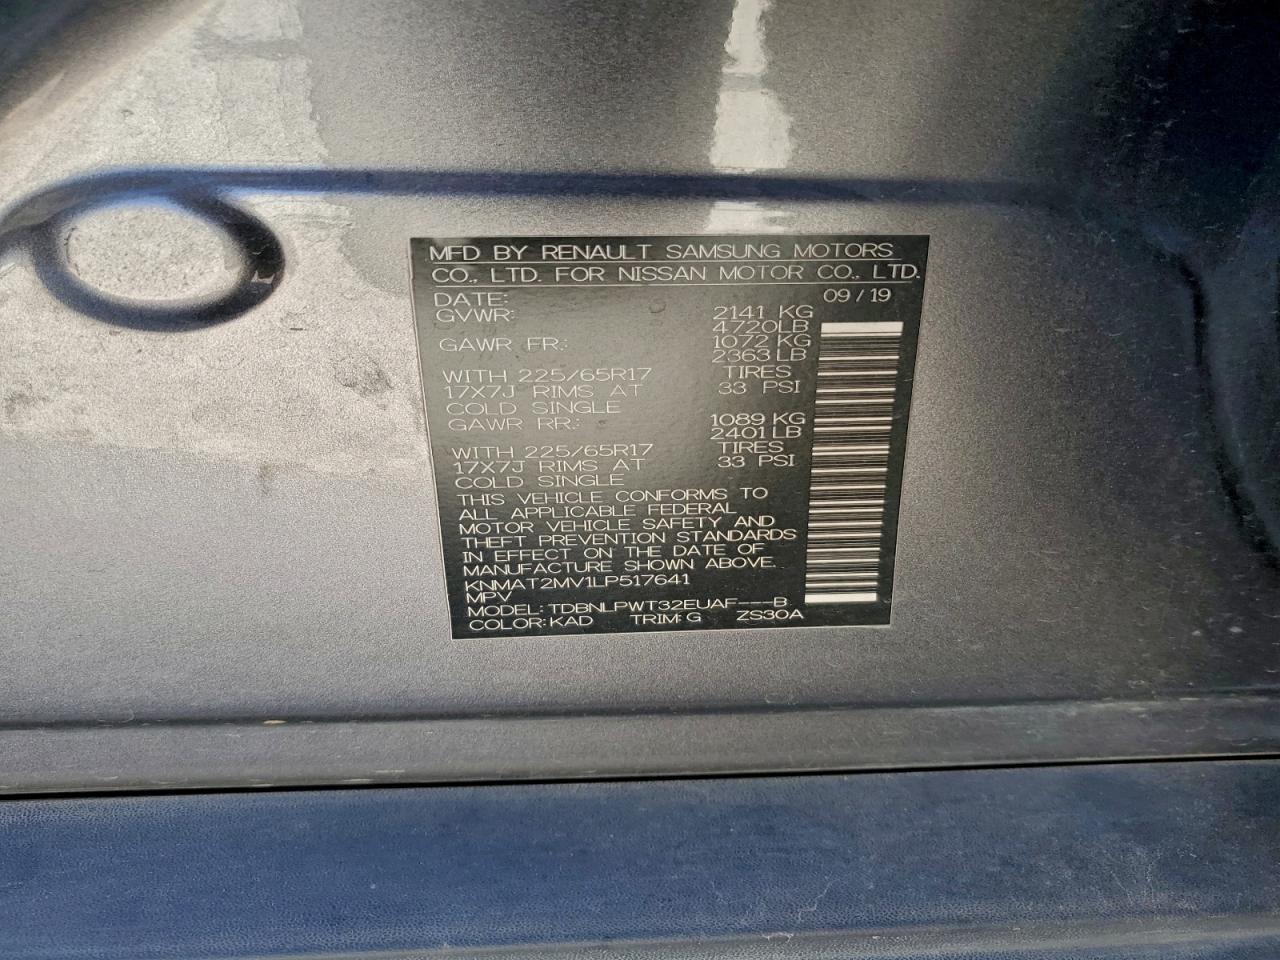 MFD BY RENAULT SAMSUNG MOTORS
CO., LTD. FOR NISSAN MOTOR CO., LTD.
DATE: 09 / 19
GVWR: 2141 KG
4720LB
GAWR FR.: 1072 KG
2363 LB
WITH 225/65R17 TIRES
17X7J RIMS AT 33 PSI
COLD SINGLE
GAWR RR.: 1089 KG
2401 LB
WITH 225/65R17 TIRES
17X7J RIMS AT 33 PSI
COLD SINGLE
THIS VEHICLE CONFORMS TO
ALL APPLICABLE FEDERAL
MOTOR VEHICLE SAFETY AND
THEFT PREVENTION STANDARDS
IN EFFECT ON THE DATE OF
MANUFACTURE SHOWN ABOVE.
KNMAT2MV1LP517641
MPV
MODEL: TDBNLPWT32EUAF---B
COLOR: KAD TRIM: G ZS30A